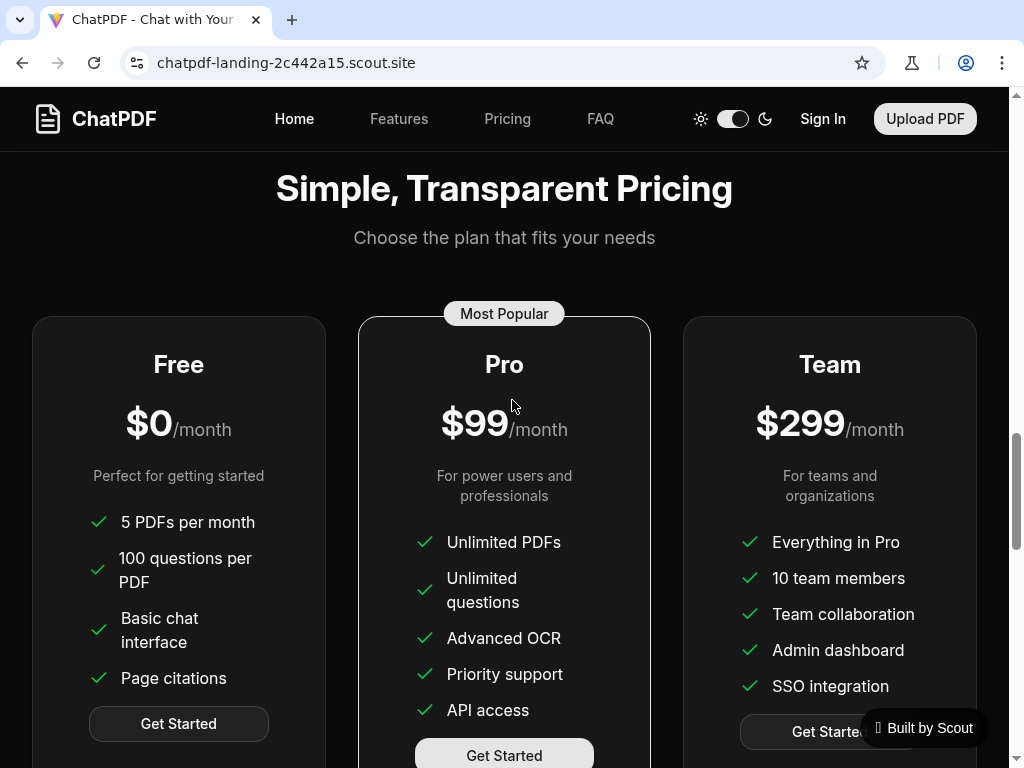 ChatPDF - Chat with Your
chatpdf-landing-2c442a15.scout.site
ChatPDF
Home
Features
Pricing
FAQ
Sign In
Upload PDF
Simple, Transparent Pricing
Choose the plan that fits your needs
Free
$0/month
Perfect for getting started
5 PDFs per month
100 questions per
PDF
Basic chat
interface
Page citations
Get Started
Most Popular
Pro
$99/month
For power users and
professionals
Unlimited PDFs
Unlimited
questions
Advanced OCR
Priority support
API access
Get Started
Team
$299/month
For teams and
organizations
Everything in Pro
10 team members
Team collaboration
Admin dashboard
SSO integration
Get Started
Built by Scout